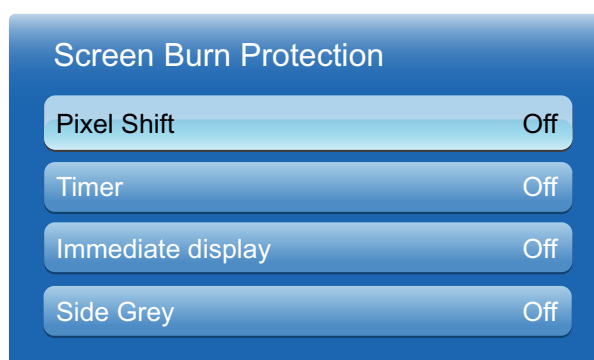 Screen Burn Protection
Pixel Shift Off
Timer Off
Immediate display Off
Side Grey Off